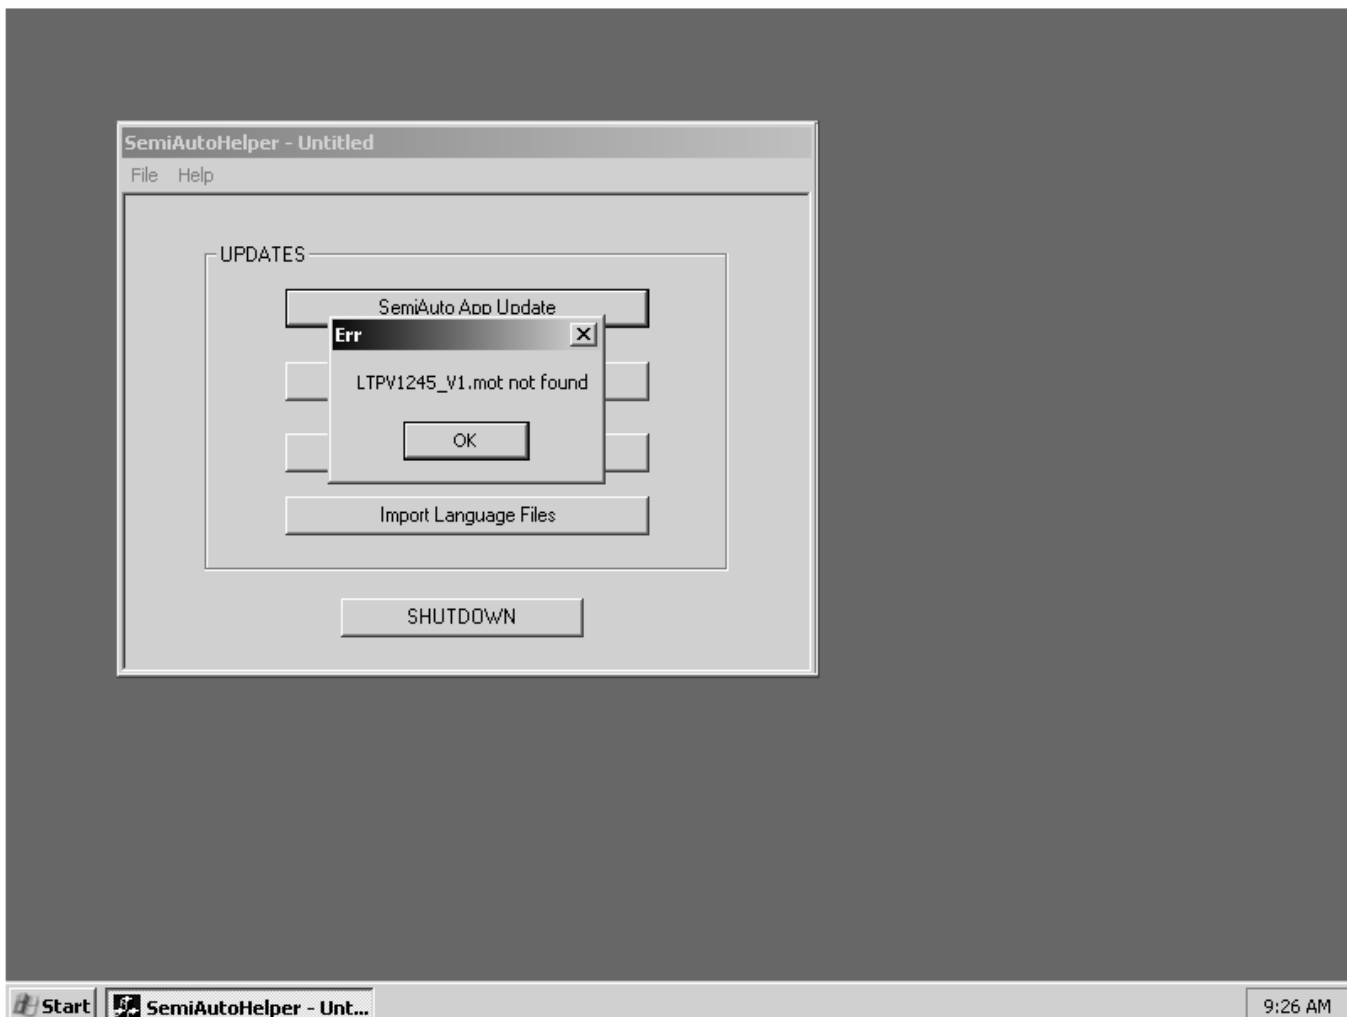 SemiAutoHelper - Untitled
File Help
UPDATES
SemiAuto App Update
Err
LTPV1245_V1.mot not found
OK
Import Language Files
SHUTDOWN
Start
SemiAutoHelper - Unt...
9:26 AM